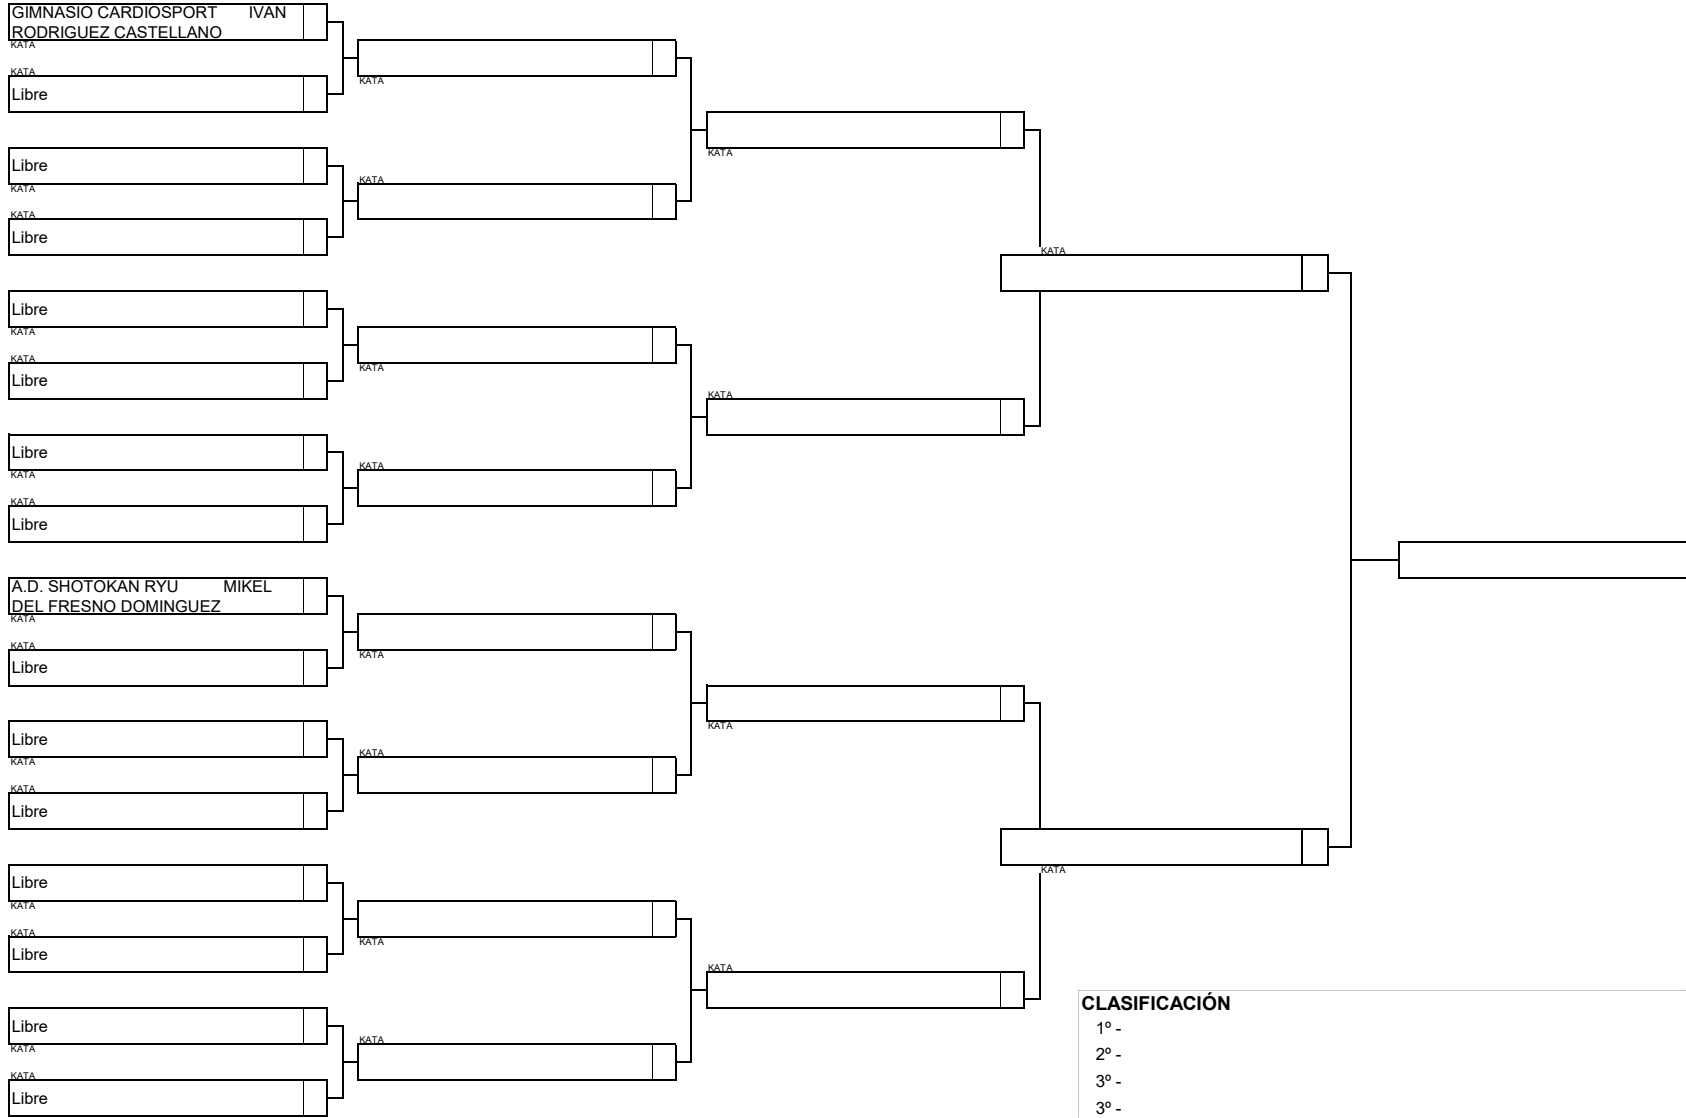 GIMNASIO CARDIOSPORT IVAN
RODRIGUEZ CASTELLANO
KATA
KATA
Libre
Libre
KATA
KATA
Libre
Libre
KATA
KATA
Libre
Libre
KATA
KATA
Libre
A.D. SHOTOKAN RYU MIKEL
DEL FRESNO DOMINGUEZ
KATA
KATA
Libre
Libre
KATA
KATA
Libre
Libre
KATA
KATA
Libre
Libre
KATA
KATA
Libre
KATA
KATA
KATA
KATA
KATA
KATA
KATA
KATA
KATA
KATA
KATA
KATA
KATA
KATA
CLASIFICACIÓN
1º -
2º -
3º -
3º -